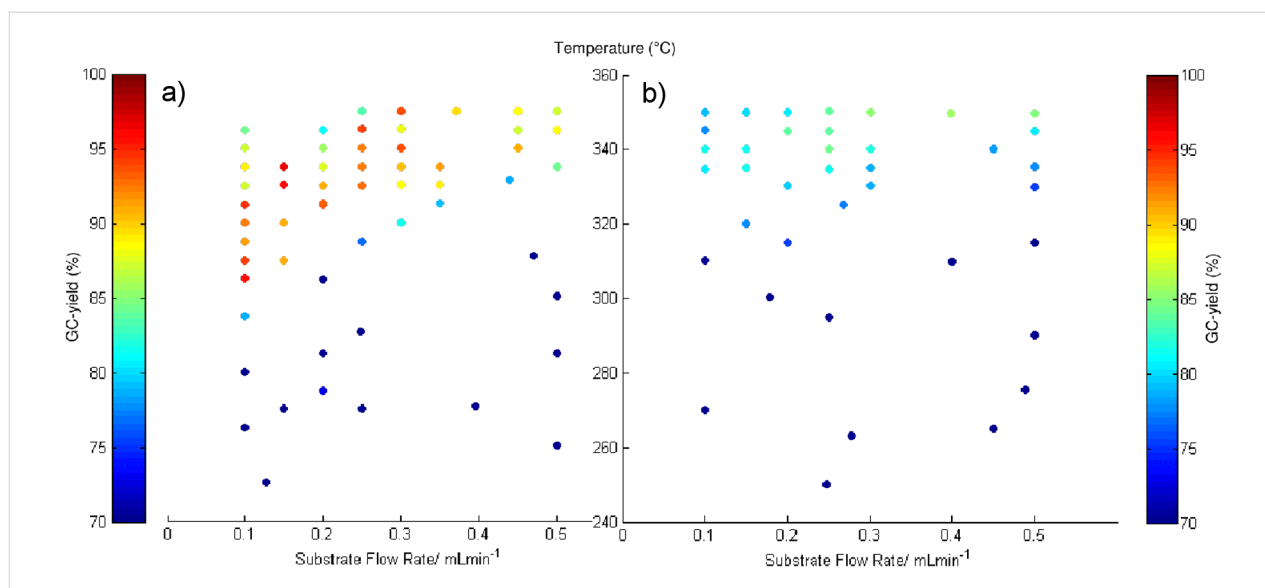 Temperature (°C)
a)
b)
100
95
90
85
80
75
70
GC-yield (%)
360
340
320
300
280
260
240
100
95
90
85
80
75
70
GC-yield (%)
0 0.1 0.2 0.3 0.4 0.5
Substrate Flow Rate/ mLmin⁻¹
0 0.1 0.2 0.3 0.4 0.5
Substrate Flow Rate/ mLmin⁻¹